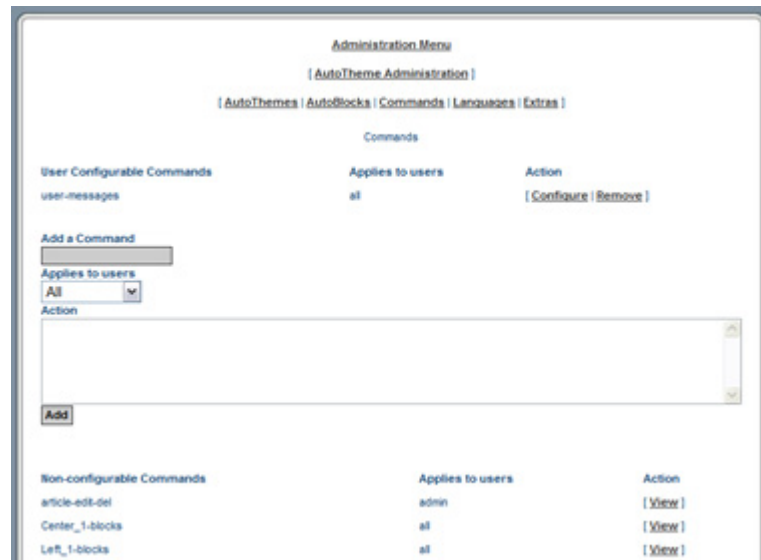 Administration Menu
[ AutoTheme Administration ]
[ AutoThemes | AutoBlocks | Commands | Languages | Extras ]
Commands
User Configurable Commands Applies to users Action
user-messages all [ Configure | Remove ]
Add a Command
Applies to users
All
Action
Add
Non-configurable Commands Applies to users Action
article-edit-del admin [ View ]
Center_1-blocks all [ View ]
Left_1-blocks all [ View ]